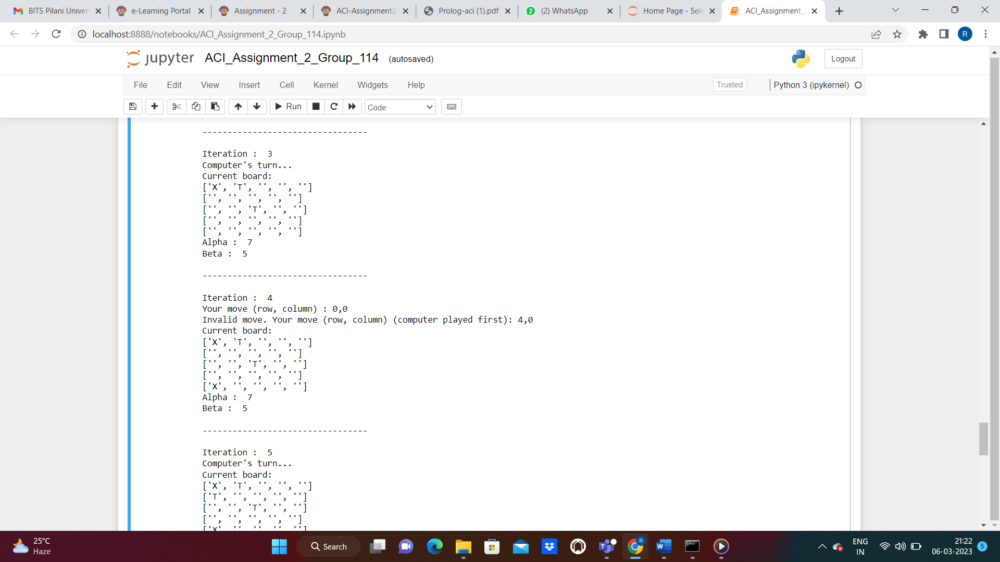 BITS Pilani Univer
e-Learning Portal
Assignment - 2
ACI-Assignment2
Prolog-aci (1).pdf
2
(2) WhatsApp
Home Page - Sele
ACI_Assignment_2
localhost:8888/notebooks/ACI_Assignment_2_Group_114.ipynb
R
jupyter ACI_Assignment_2_Group_114 (autosaved)
Logout
File Edit View Insert Cell Kernel Widgets Help
Trusted
Python 3 (ipykernel)
Run
Code
---------------------------------
Iteration :  3
Computer's turn...
Current board:
['X', 'T', '', '', '']
['', '', '', '', '']
['', '', 'T', '', '']
['', '', '', '', '']
['', '', '', '', '']
Alpha :  7
Beta :  5
---------------------------------
Iteration :  4
Your move (row, column) : 0,0
Invalid move. Your move (row, column) (computer played first): 4,0
Current board:
['X', 'T', '', '', '']
['', '', '', '', '']
['', '', 'T', '', '']
['', '', '', '', '']
['X', '', '', '', '']
Alpha :  7
Beta :  5
---------------------------------
Iteration :  5
Computer's turn...
Current board:
['X', 'T', '', '', '']
['T', '', '', '', '']
['', '', 'T', '', '']
['', '', '', '', '']
['X', '', '', '', '']
25°C
Haze
Search
R
ENG
IN
21:22
06-03-2023
5